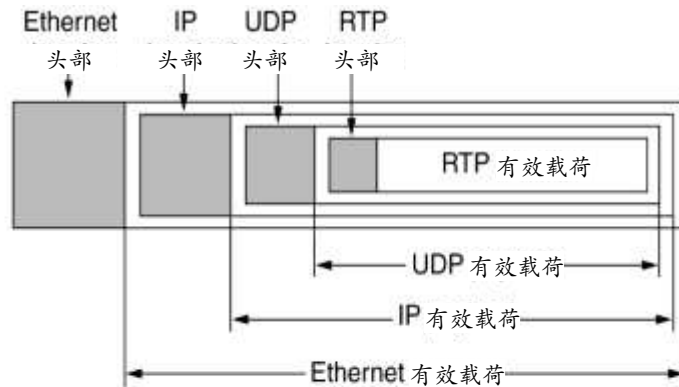 Ethernet IP UDP RTP
头部 头部 头部 头部
RTP 有效载荷
UDP 有效载荷
IP 有效载荷
Ethernet 有效载荷